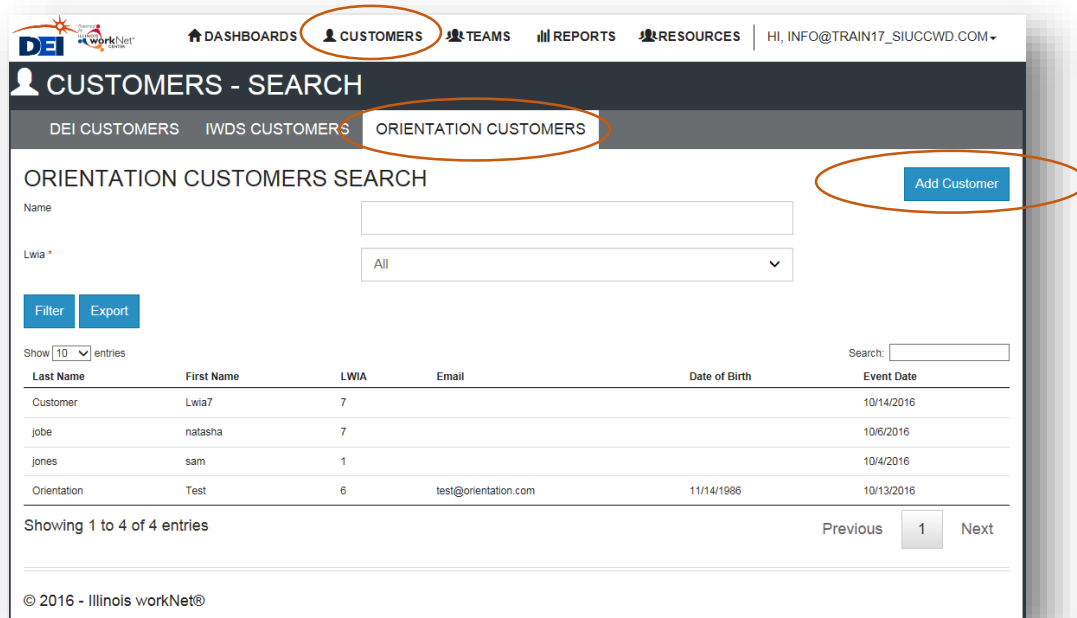 DEI Powered by ILLINOIS workNet CENTER DASHBOARDS CUSTOMERS TEAMS REPORTS RESOURCES HI, INFO@TRAIN17_SIUCCWD.COM
CUSTOMERS - SEARCH
DEI CUSTOMERS IWDS CUSTOMERS ORIENTATION CUSTOMERS
ORIENTATION CUSTOMERS SEARCH Add Customer
Name
Lwia * All
Filter Export
Show 10 entries Search:
Last Name First Name LWIA Email Date of Birth Event Date
Customer Lwia7 7 10/14/2016
jobe natasha 7 10/6/2016
jones sam 1 10/4/2016
Orientation Test 6 test@orientation.com 11/14/1986 10/13/2016
Showing 1 to 4 of 4 entries Previous 1 Next
© 2016 - Illinois workNet®